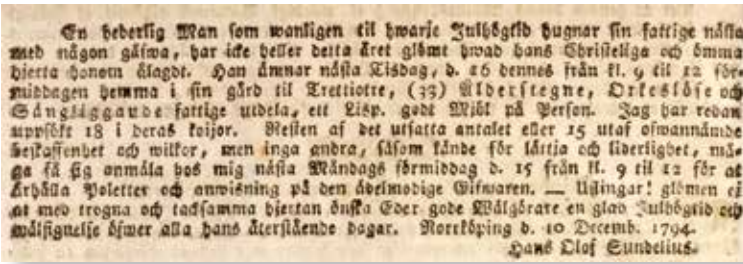 En hederlig Man som wanligen til hwarje Julhögtid hugnar sin fattige nästa
med någon gåfwa, har icke heller detta året glömt hwad hans Christeliga och ömma
hjerta honom ålagdt. Han ämnar nästa Tisdag, d. 16 dennes från kl. 9 til 12 för-
middagen hemma i sin gård til Trettiotre, (33) Ålderstegne, Orkeslöse och
Sängliggande fattige utdela, ett Lisp. godt Mjöl på Person. Jag har redan
uppsökt 18 i deras koijor. Resten af det utsatta antalet eller 15 utaf ofwannämde
beskaffenhet och wilkor, men inga andra, såsom kände för lättja och liderlighet, må-
ga få sig anmäla hos mig nästa Måndags förmiddag d. 15 från kl. 9 til 12 för at
ärhålla Poletter och anwisning på den ädelmodige Gifwaren. — Uslingar! glömen ej
at med trogna och tacksamma hjertan önska Eder gode Wälgörare en glad Julhögtid och
wälsignelse öfwer alla hans återstående dagar. Norrköping d. 10 Decemb. 1794.
Hans Olof Sundelius.